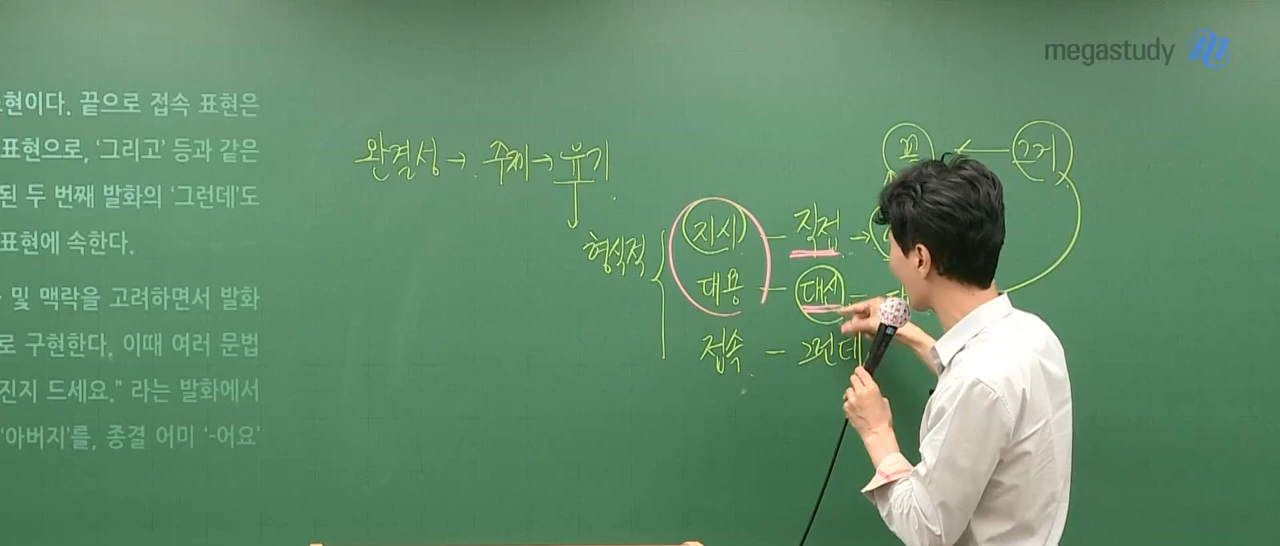 megastudy
현이다. 끝으로 접속 표현은
표현으로, ‘그리고’ 등과 같은
된 두 번째 발화의 ‘그런데’도
표현에 속한다.
및 맥락을 고려하면서 발화
로 구현한다. 이때 여러 문법
진지 드세요.” 라는 발화에서
‘아버지’를, 종결 어미 ‘-어요’
완결성 → 주제 → 유기
형식적
지시 — 직접 →
대용 — 대신 —
접속 — 그런데
꽃 ← 그거